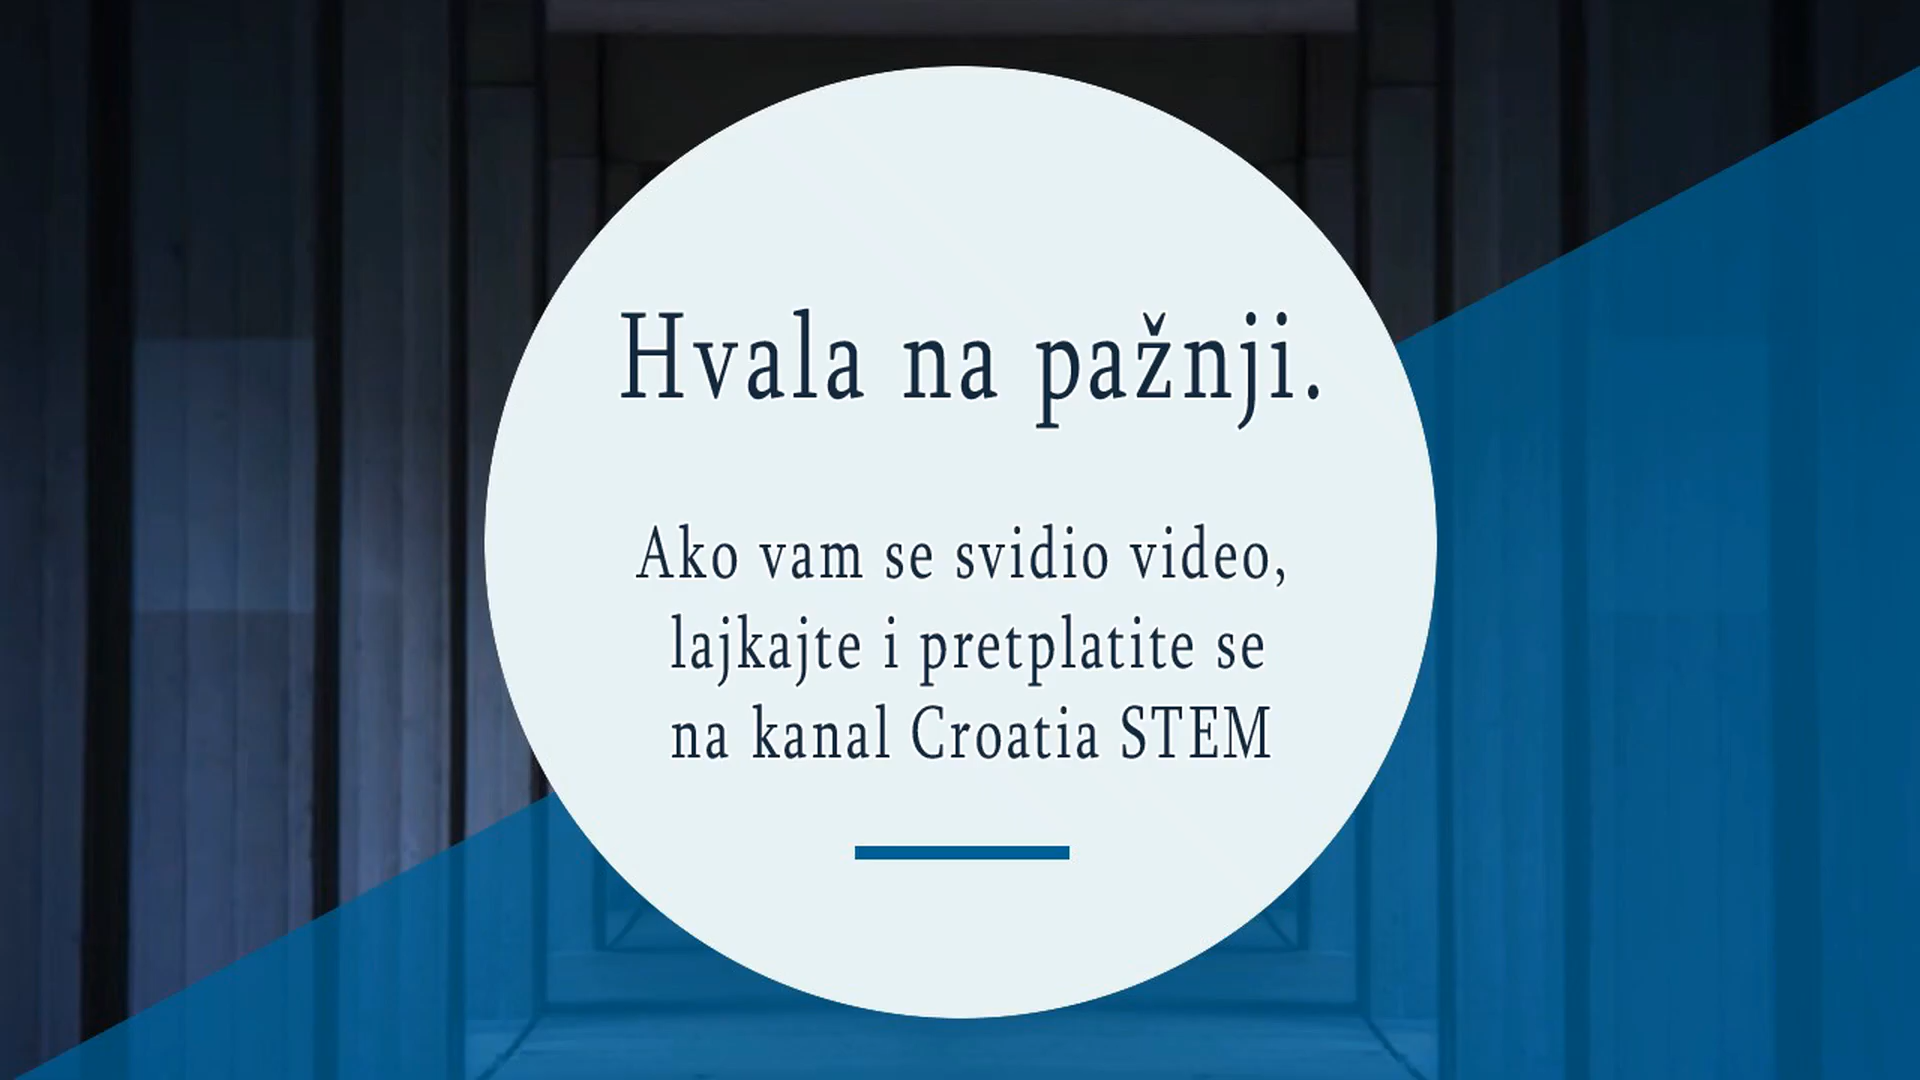 Hvala na pažnji.
Ako vam se svidio video,
lajkajte i pretplatite se
na kanal Croatia STEM